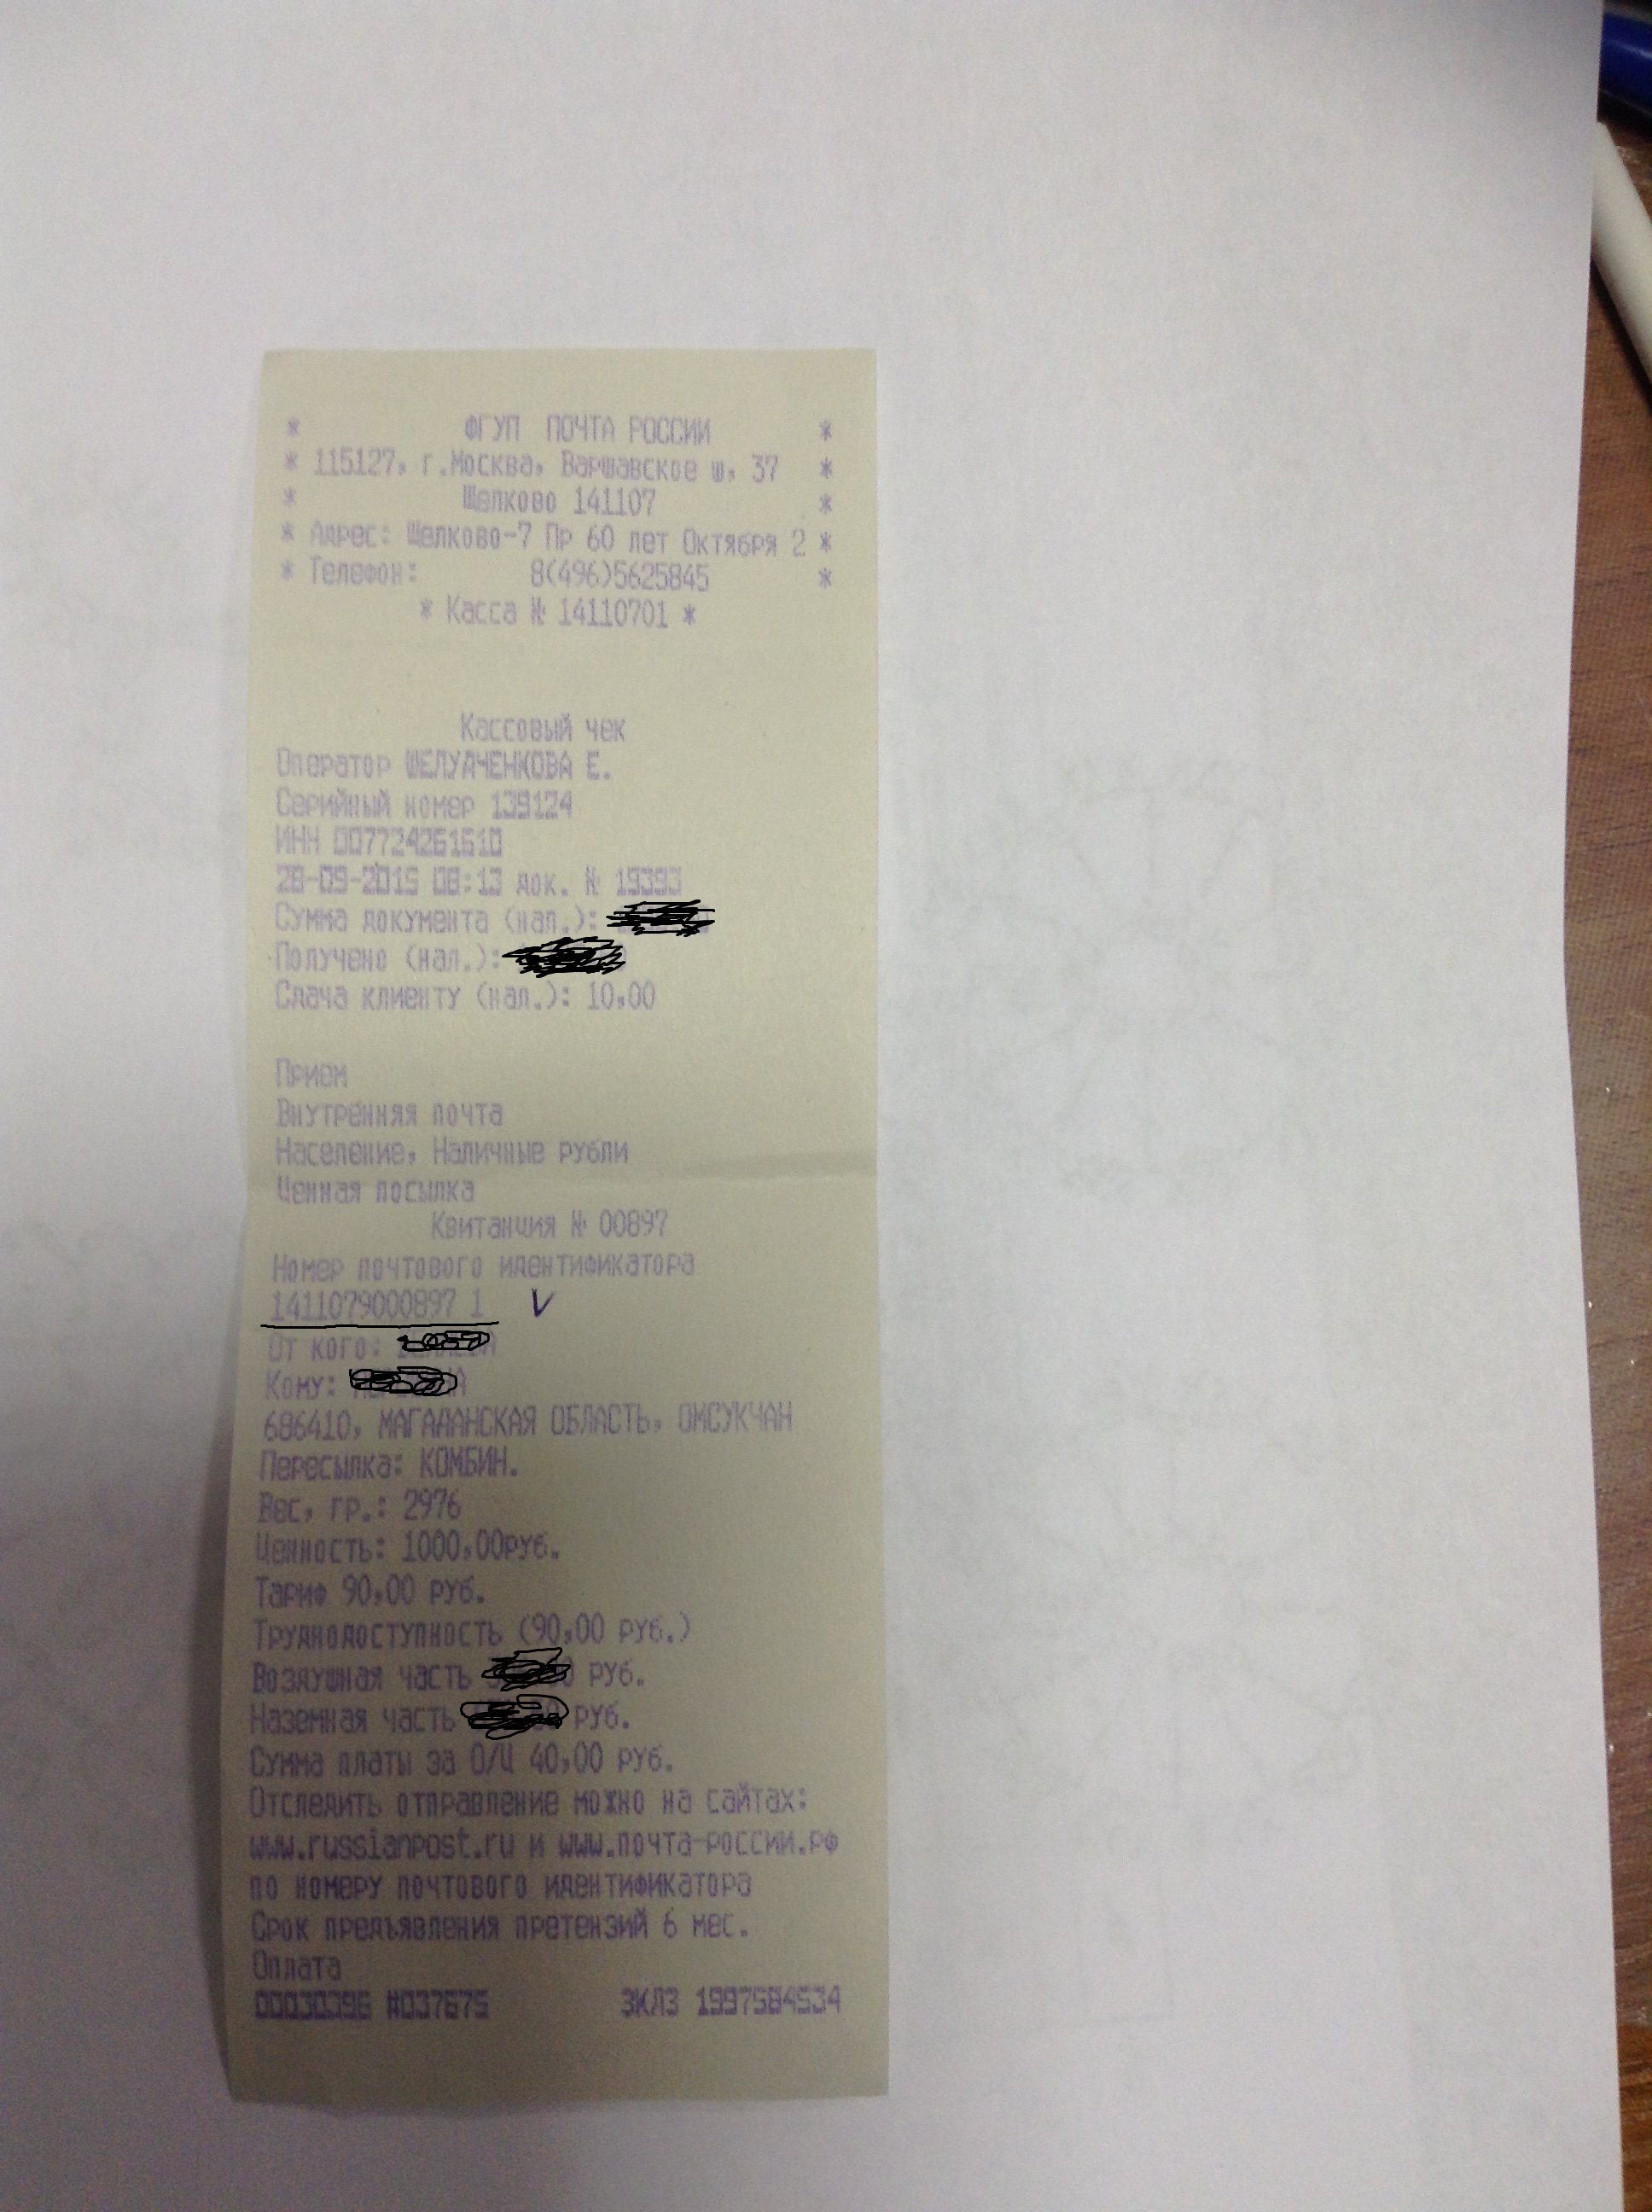 * ФГУП ПОЧТА РОССИИ *
* 115127, г.Москва, Варшавское ш, 37 *
* Щелково 141107 *
* Адрес: Щелково-7 Пр 60 лет Октября 2 *
* Телефон: 8(496)5625845 *
* Касса № 14110701 *
Кассовый чек
Оператор ШЕЛУДЧЕНКОВА Е.
Серийный номер 139124
ИНН 007724261610
28-09-2015 08:13 док. № 19393
Сумма документа (нал.):
Получено (нал.):
Сдача клиенту (нал.): 10,00
Прием
Внутренняя почта
Население, Наличные рубли
Ценная посылка
Квитанция № 00897
Номер почтового идентификатора
1411079000897 1 V
От кого:
Кому:
686410, МАГАДАНСКАЯ ОБЛАСТЬ, ОМСУКЧАН
Пересылка: КОМБИН.
Вес, гр.: 2976
Ценность: 1000,00руб.
Тариф 90,00 руб.
Труднодоступность (90,00 руб.)
Воздушная часть руб.
Наземная часть руб.
Сумма платы за О/Ц 40,00 руб.
Отследить отправление можно на сайтах:
www.russianpost.ru и www.почта-россии.рф
по номеру почтового идентификатора
Срок предъявления претензий 6 мес.
Оплата
00030396 #037675 ЭКЛЗ 1997584534